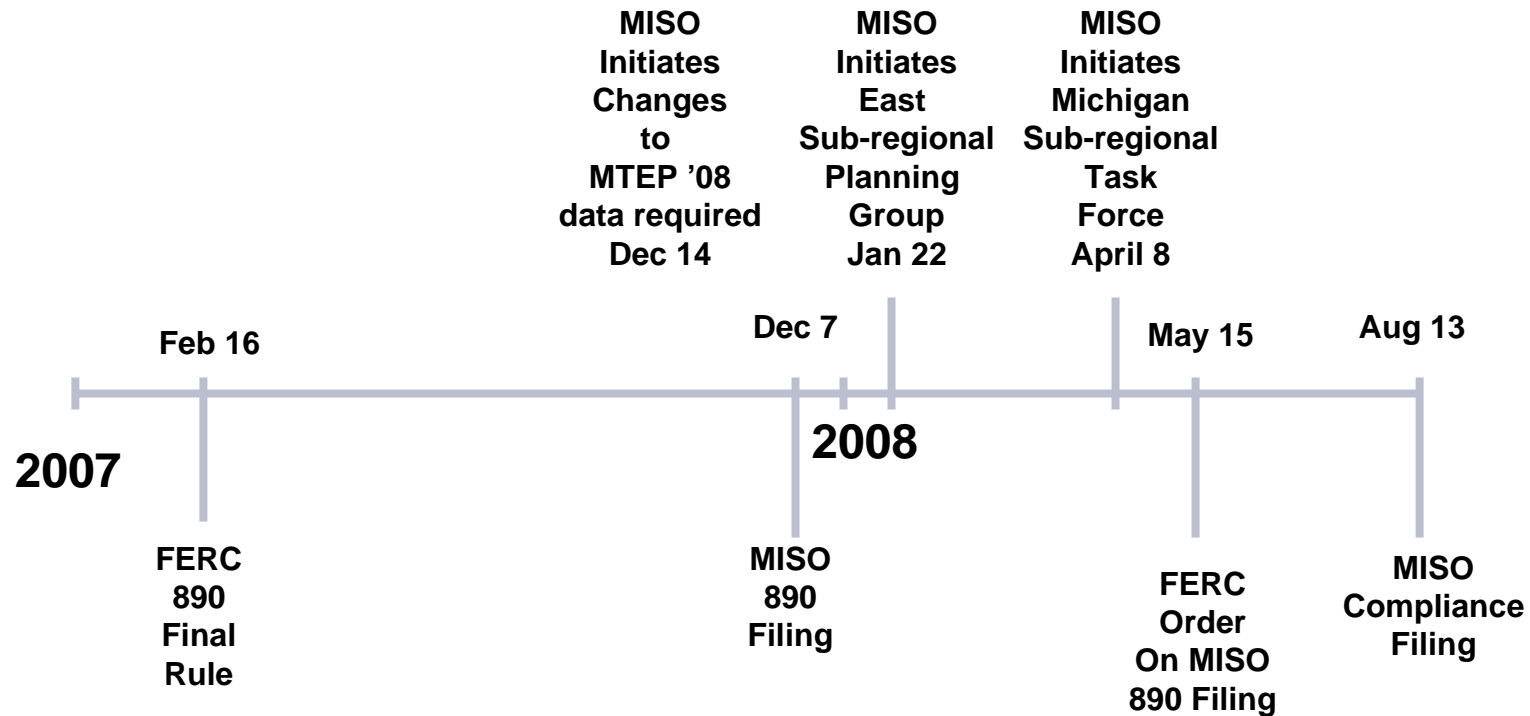 MISO
Initiates
Changes
to
MTEP ’08
data required
Dec 14
MISO
Initiates
East
Sub-regional
Planning
Group
Jan 22
MISO
Initiates
Michigan
Sub-regional
Task
Force
April 8
Feb 16
Dec 7
May 15
Aug 13
2007
2008
FERC
890
Final
Rule
MISO
890
Filing
FERC
Order
On MISO
890 Filing
MISO
Compliance
Filing